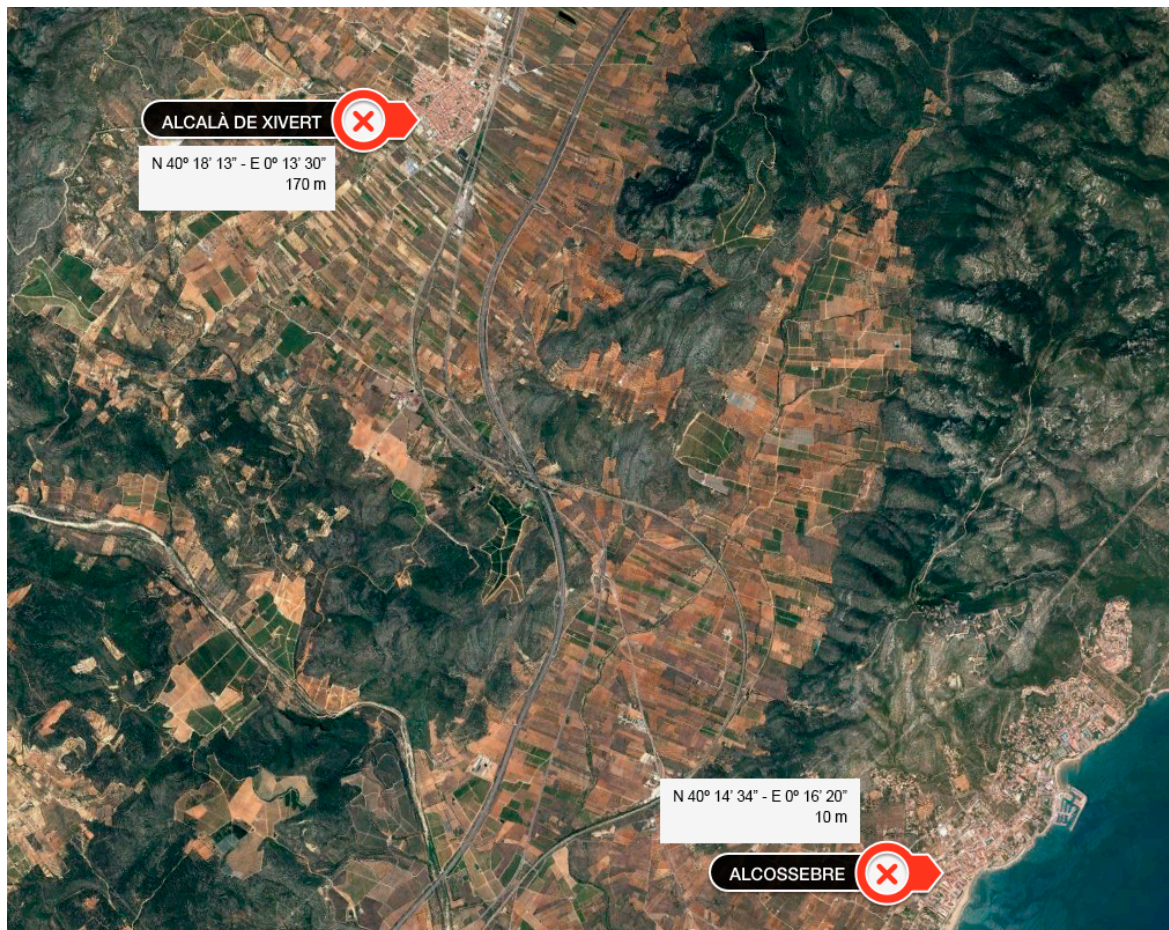 ALCALÀ DE XIVERT
N 40º 18’ 13” - E 0º 13’ 30”
170 m
N 40º 14’ 34” - E 0º 16’ 20”
10 m
ALCOSSEBRE